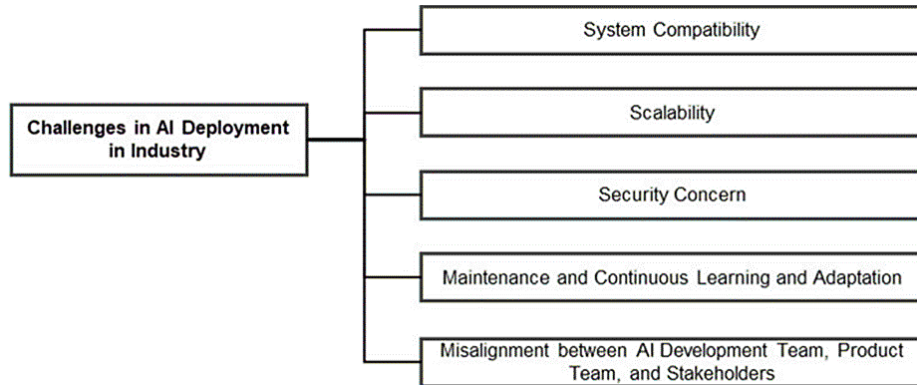 Challenges in AI Deployment
in Industry
System Compatibility
Scalability
Security Concern
Maintenance and Continuous Learning and Adaptation
Misalignment between AI Development Team, Product
Team, and Stakeholders